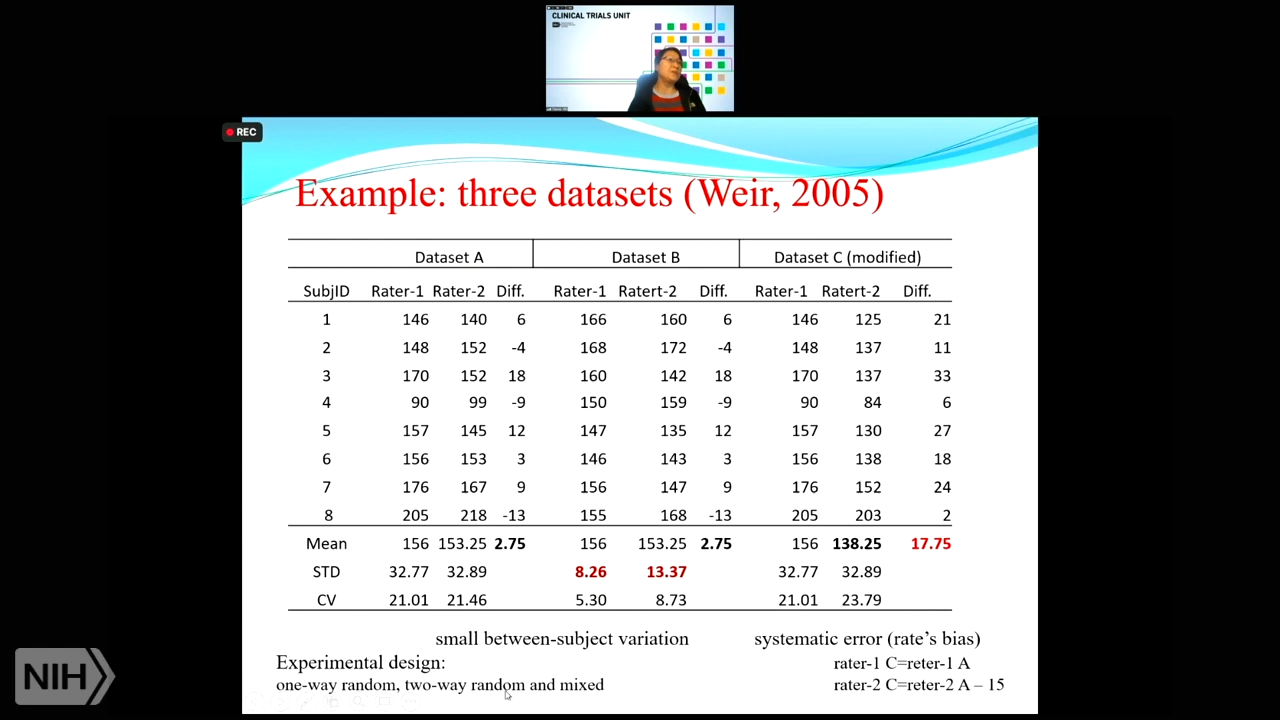 CLINICAL TRIALS UNIT
REC
Example: three datasets (Weir, 2005)
Dataset A Dataset B Dataset C (modified)
SubjID Rater-1 Rater-2 Diff. Rater-1 Ratert-2 Diff. Rater-1 Ratert-2 Diff.
1 146 140 6 166 160 6 146 125 21
2 148 152 -4 168 172 -4 148 137 11
3 170 152 18 160 142 18 170 137 33
4 90 99 -9 150 159 -9 90 84 6
5 157 145 12 147 135 12 157 130 27
6 156 153 3 146 143 3 156 138 18
7 176 167 9 156 147 9 176 152 24
8 205 218 -13 155 168 -13 205 203 2
Mean 156 153.25 2.75 156 153.25 2.75 156 138.25 17.75
STD 32.77 32.89 8.26 13.37 32.77 32.89
CV 21.01 21.46 5.30 8.73 21.01 23.79
small between-subject variation systematic error (rate's bias)
Experimental design: rater-1 C=reter-1 A
one-way random, two-way random and mixed rater-2 C=reter-2 A – 15
NIH